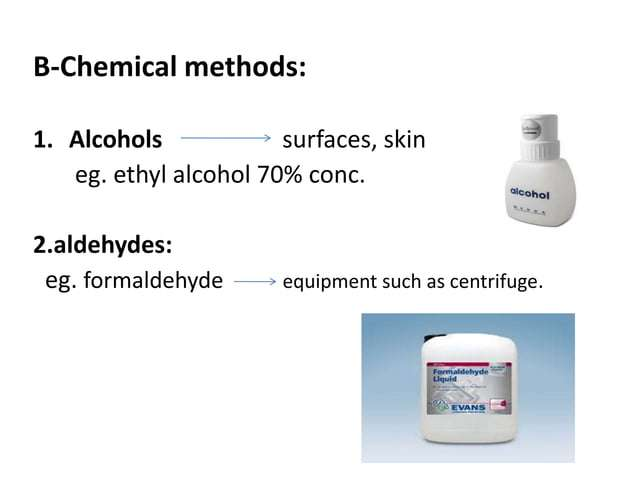 B-Chemical methods:
1. Alcohols surfaces, skin
eg. ethyl alcohol 70% conc.
alcohol
2.aldehydes:
eg. formaldehyde equipment such as centrifuge.
Formaldehyde
Liquid
EVANS